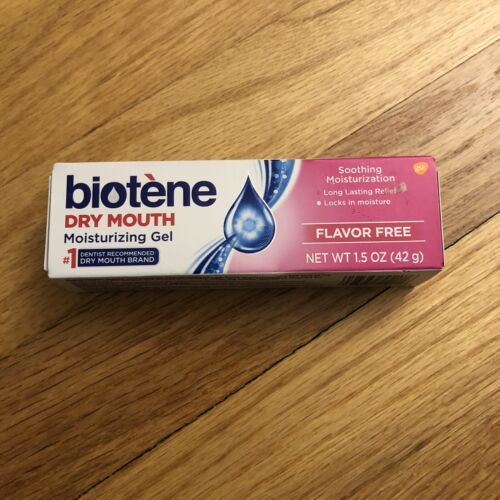 biotène
DRY MOUTH
Moisturizing Gel
#1 DENTIST RECOMMENDED
DRY MOUTH BRAND
Soothing
Moisturization
• Long Lasting Relief
• Locks in moisture
gsk
FLAVOR FREE
NET WT 1.5 OZ (42 g)